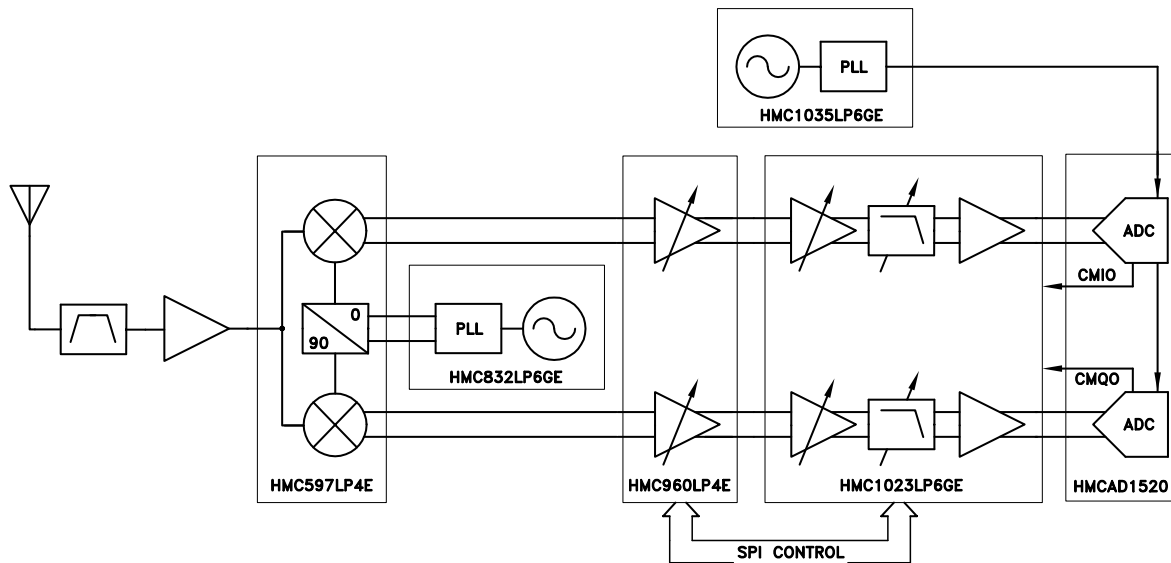 PLL
HMC1035LP6GE
ADC
CMIO
0
90
PLL
HMC832LP6GE
CMQO
ADC
HMC597LP4E
HMC960LP4E
HMC1023LP6GE
HMCAD1520
SPI CONTROL